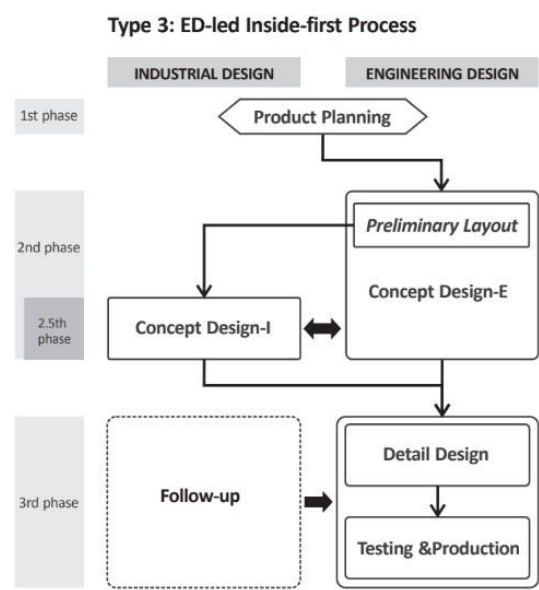 Type 3: ED-led Inside-first Process
INDUSTRIAL DESIGN
ENGINEERING DESIGN
1st phase
Product Planning
Preliminary Layout
2nd phase
Concept Design-E
2.5th
phase
Concept Design-I
Detail Design
3rd phase
Follow-up
Testing &Production